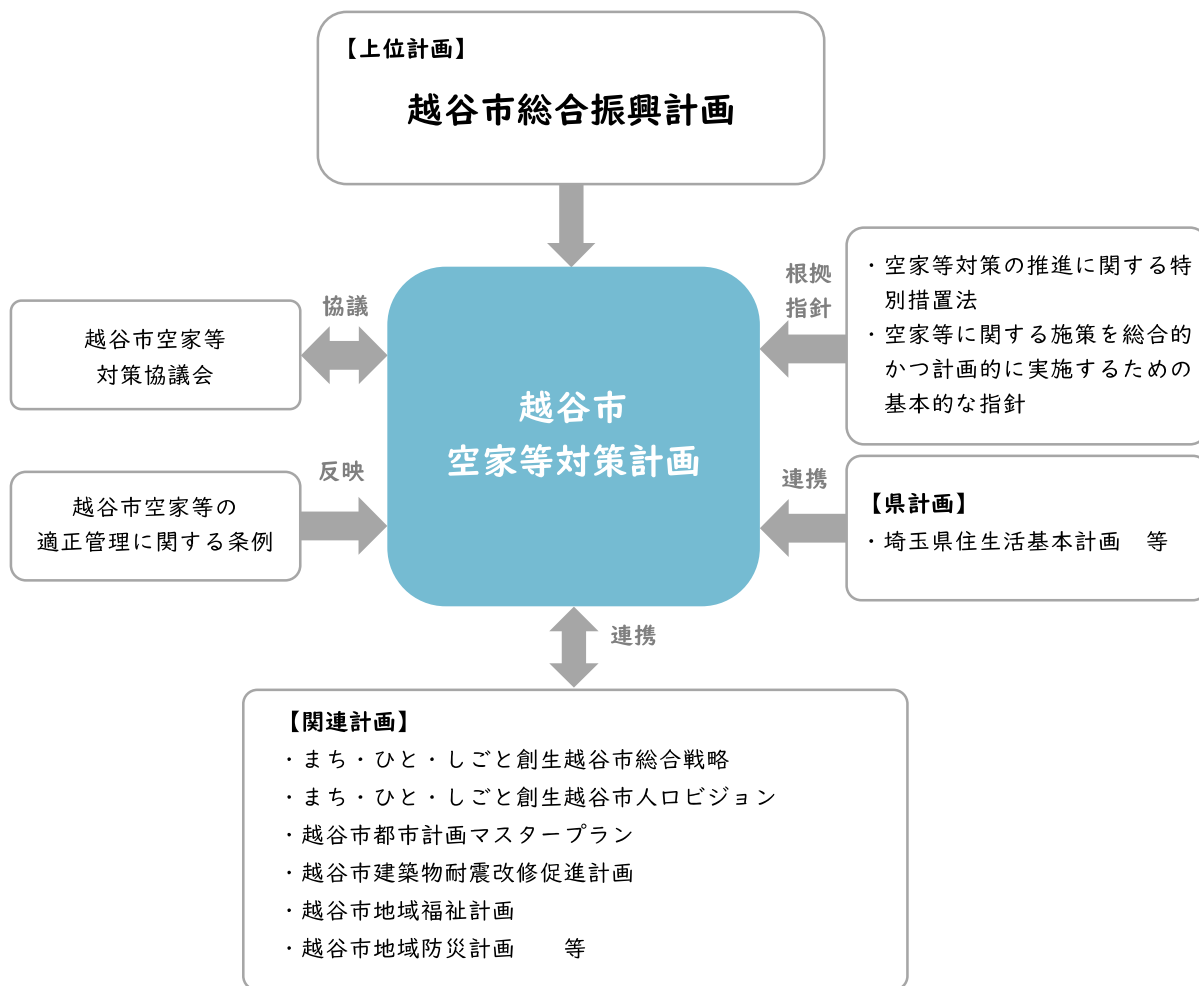 【上位計画】
越谷市総合振興計画
協議
根拠
指針
越谷市空家等
対策協議会
・空家等対策の推進に関する特
別措置法
・空家等に関する施策を総合的
かつ計画的に実施するための
基本的な指針
越谷市
空家等対策計画
反映
連携
越谷市空家等の
適正管理に関する条例
【県計画】
・埼玉県住生活基本計画　等
連携
【関連計画】
・まち・ひと・しごと創生越谷市総合戦略
・まち・ひと・しごと創生越谷市人口ビジョン
・越谷市都市計画マスタープラン
・越谷市建築物耐震改修促進計画
・越谷市地域福祉計画
・越谷市地域防災計画　　等